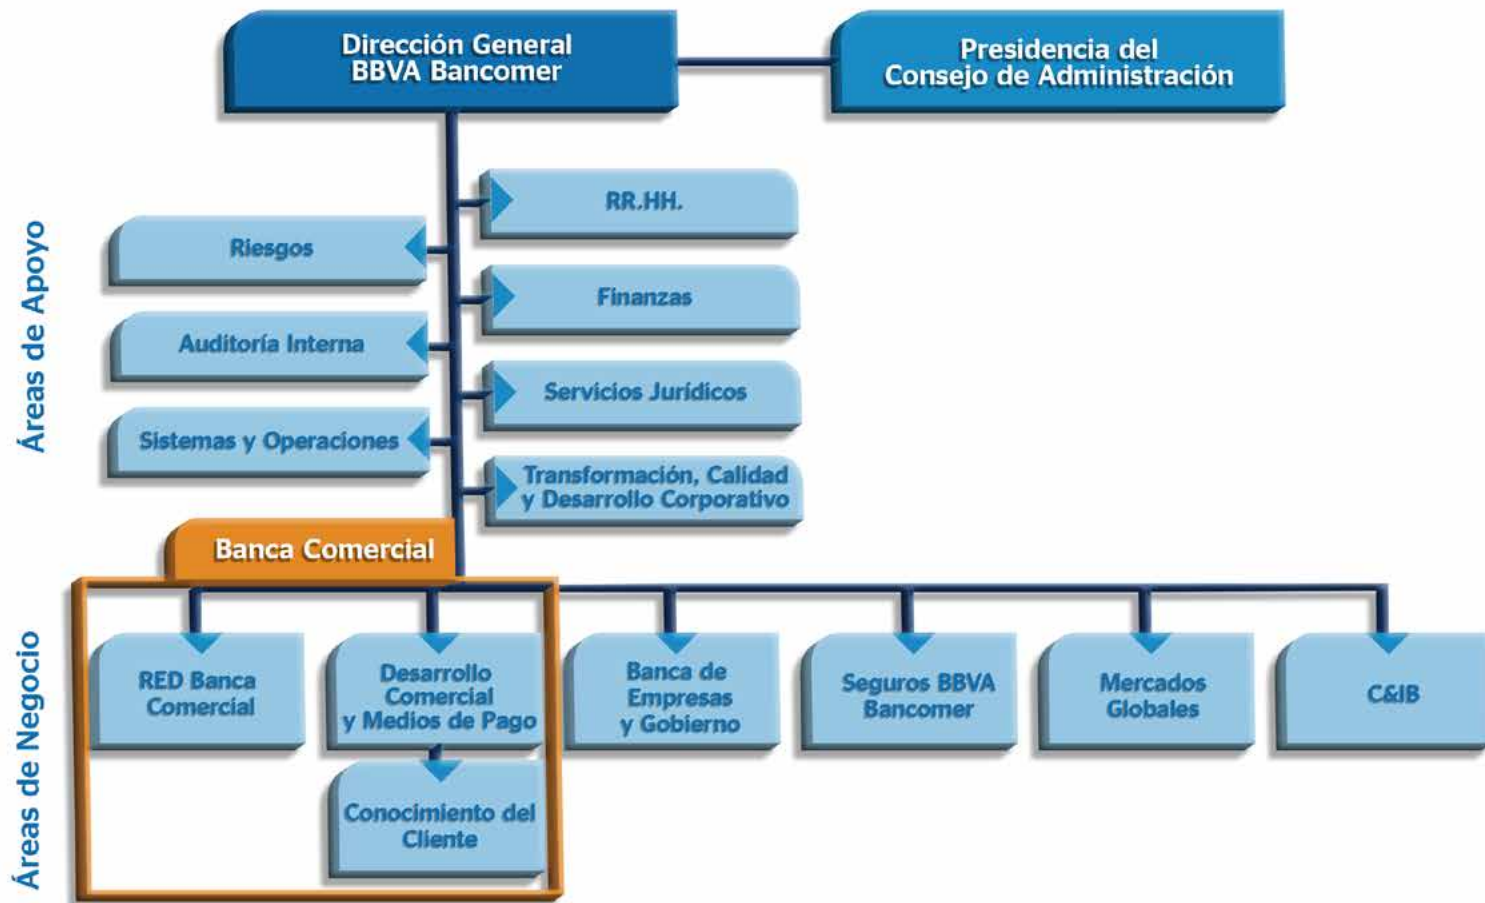 Dirección General
BBVA Bancomer
Presidencia del
Consejo de Administración
Áreas de Apoyo
RR.HH.
Riesgos
Finanzas
Auditoría Interna
Servicios Jurídicos
Sistemas y Operaciones
Transformación, Calidad
y Desarrollo Corporativo
Banca Comercial
Áreas de Negocio
RED Banca
Comercial
Desarrollo
Comercial
y Medios de Pago
Banca de
Empresas
y Gobierno
Seguros BBVA
Bancomer
Mercados
Globales
C&IB
Conocimiento del
Cliente